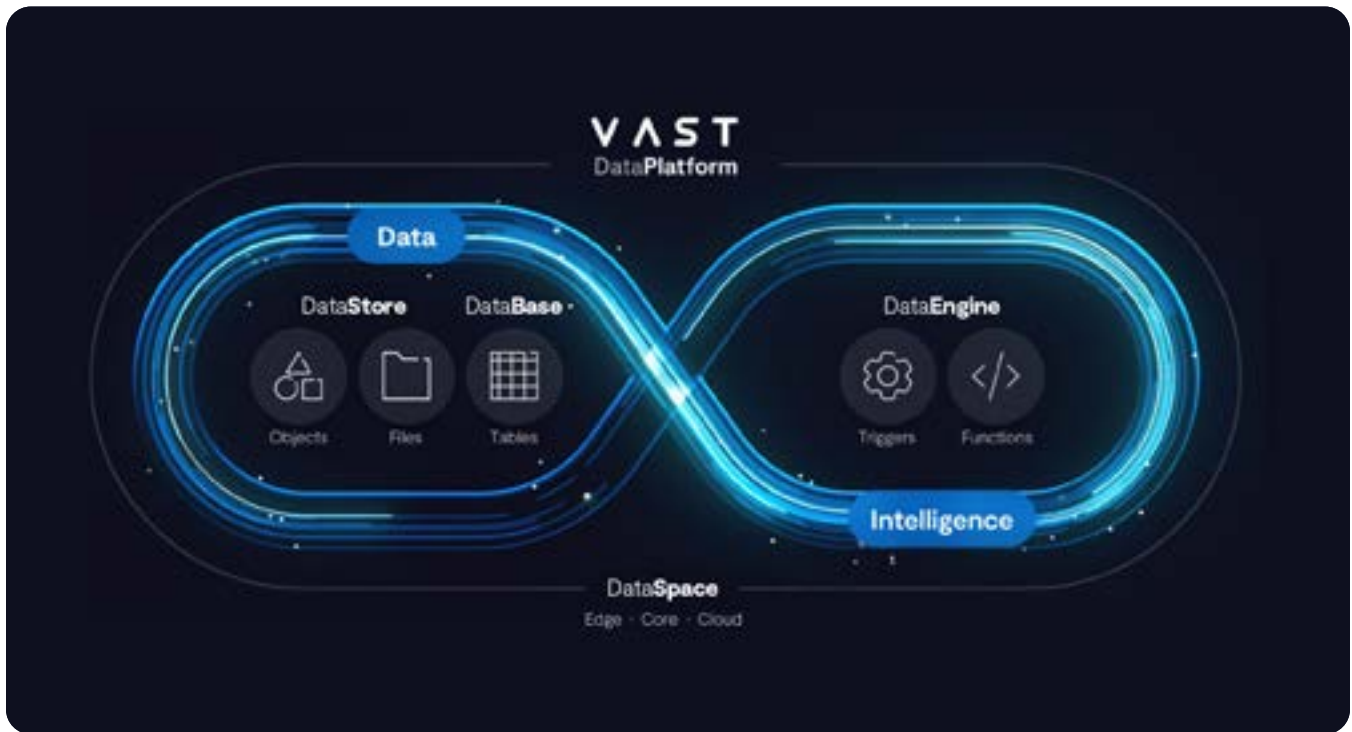 VAST
DataPlatform
Data
DataStore
DataBase
DataEngine
Objects
Files
Tables
Triggers
Functions
Intelligence
DataSpace
Edge · Core · Cloud